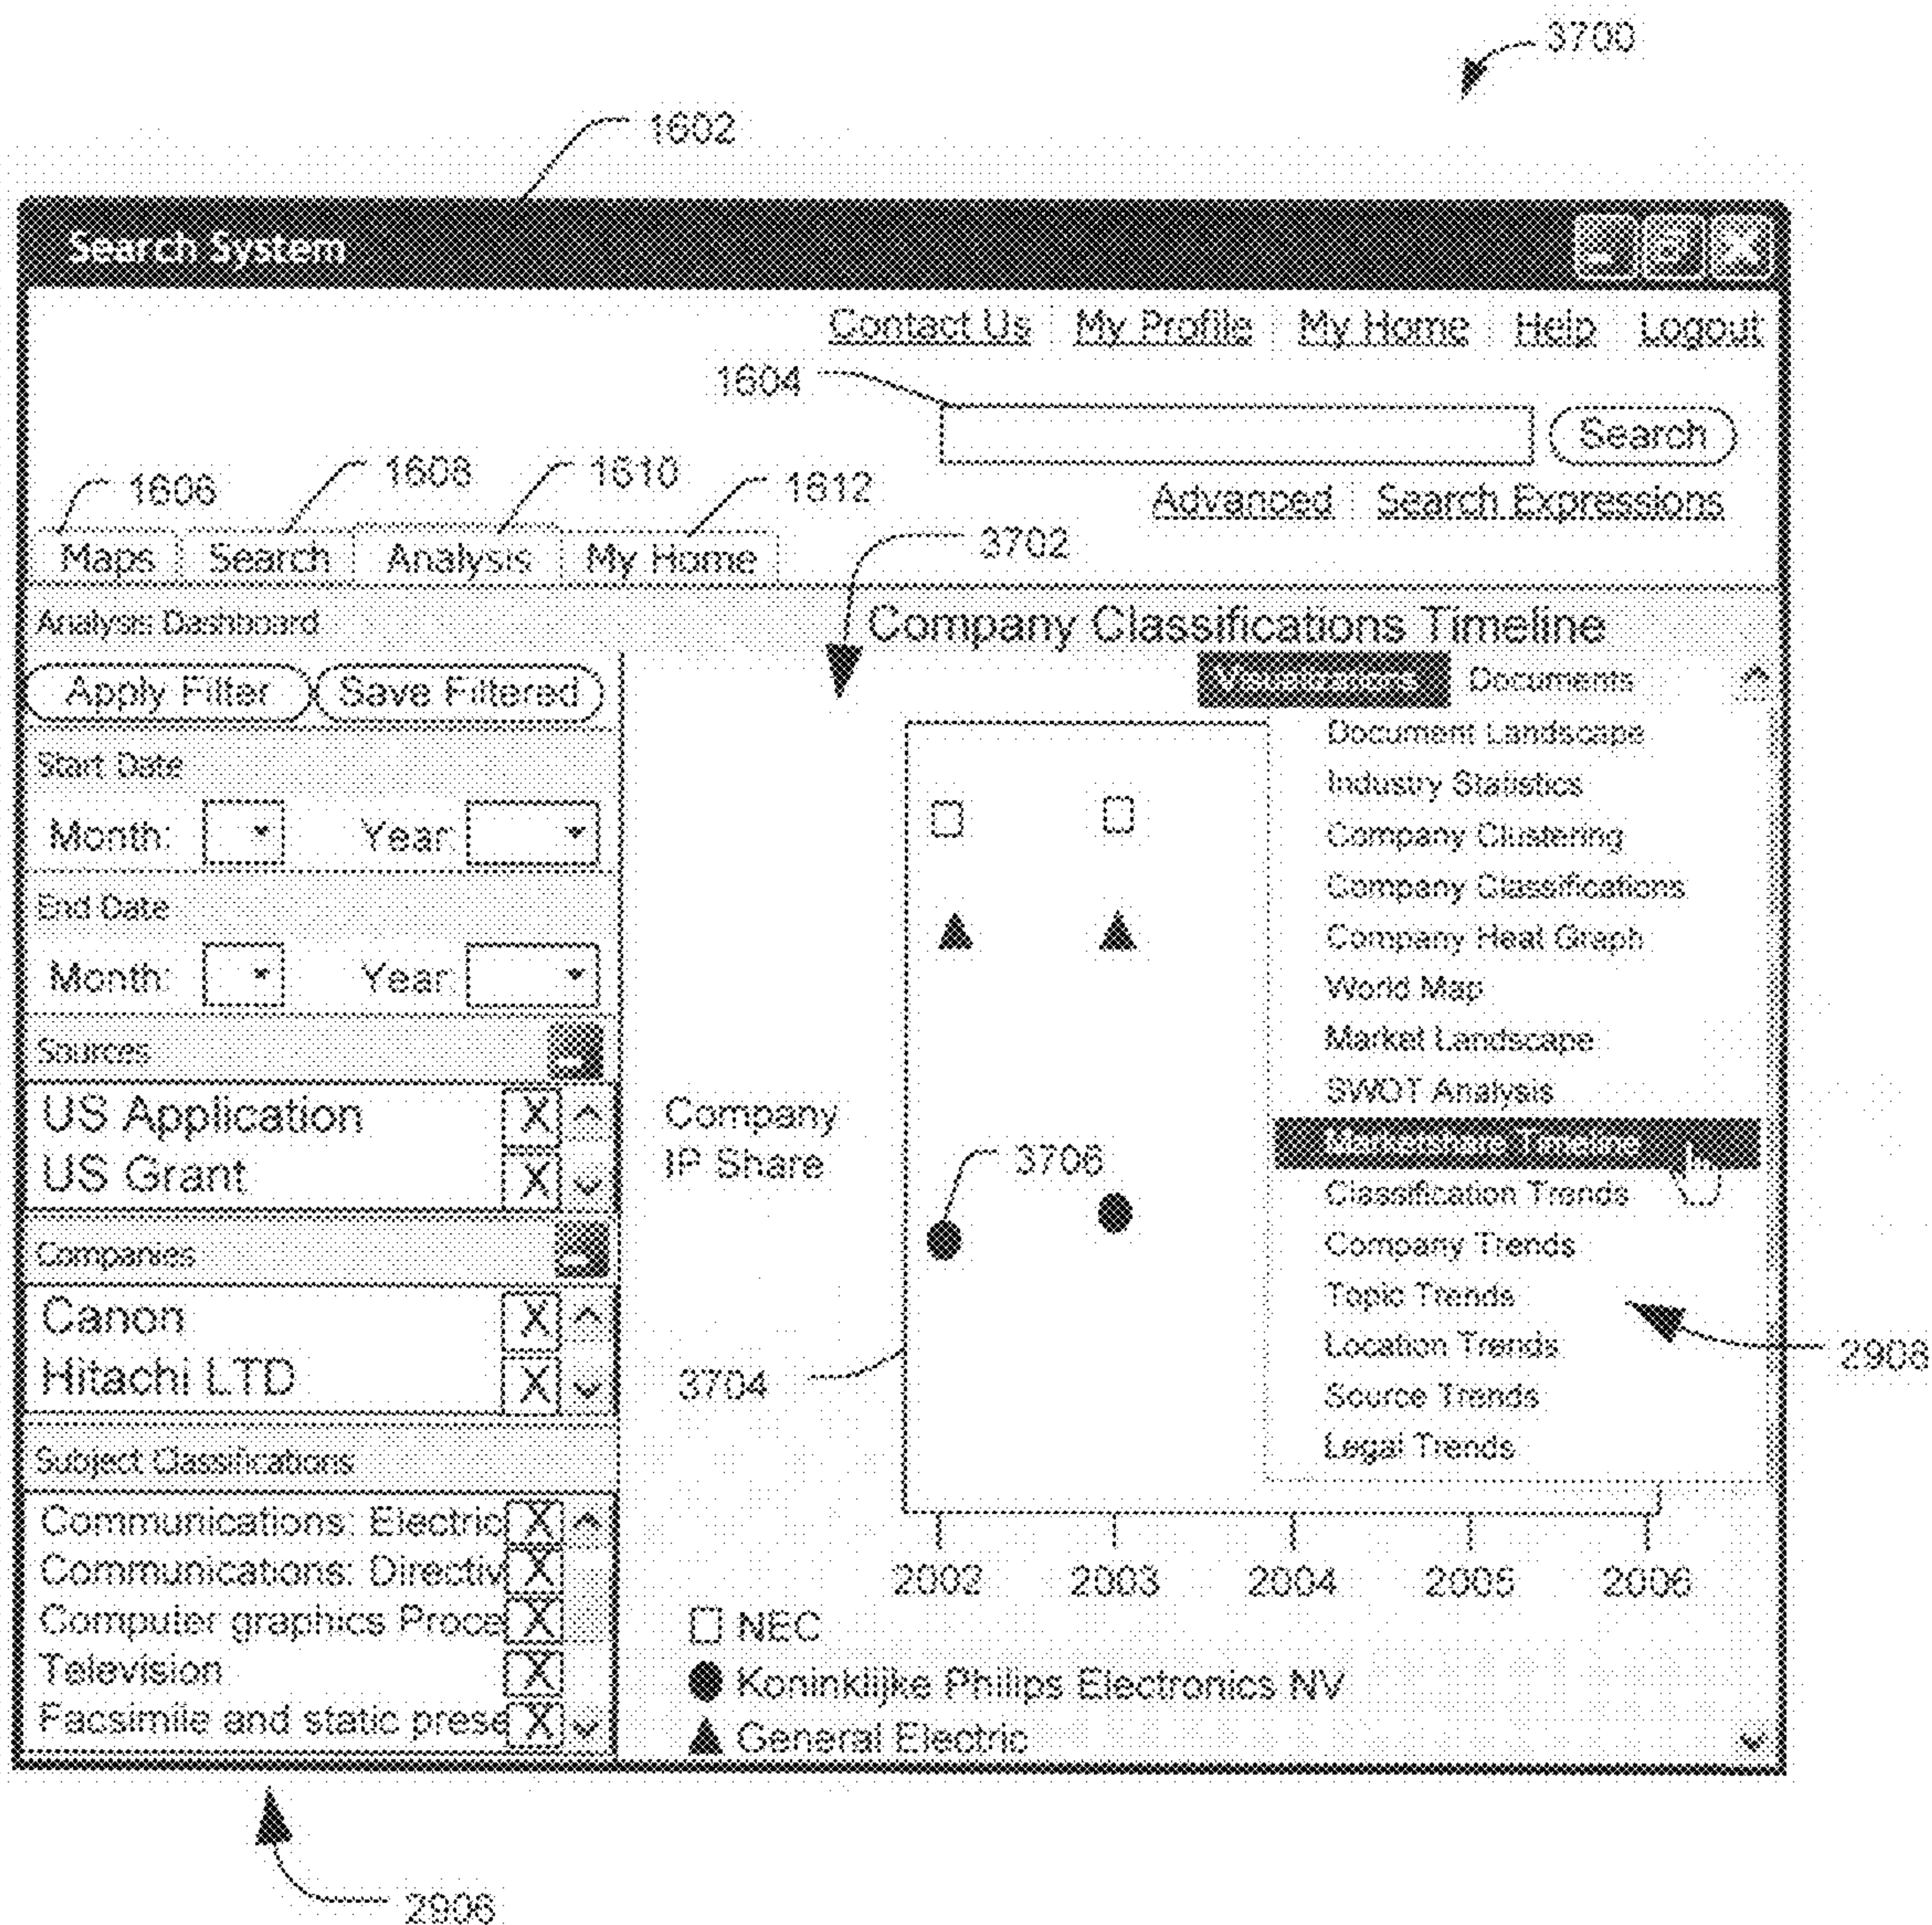 3700
1602
Search System
Contact Us My Profile My Home Help Logout
1604
Search
1606 1608 1610 1612
Advanced Search Expressions
Maps Search Analysis My Home
3702
Analysis Dashboard
Company Classifications Timeline
Apply Filter Save Filtered
Documents
Start Date
Month: Year:
End Date
Month: Year:
Sources
US Application X
US Grant X
Companies
Canon X
Hitachi LTD X
Subject Classifications
Communications: Electric X
Communications: Directiv X
Computer graphics Proce X
Television X
Facsimile and static prese X
2906
Company
IP Share
3706
3704
Document Landscape
Industry Statistics
Company Clustering
Company Classifications
Company Heat Graph
World Map
Market Landscape
SWOT Analysis
Timeline
Classification Trends
Company Trends
Topic Trends
Location Trends
Source Trends
Legal Trends
2908
2002 2003 2004 2005 2006
NEC
Koninklijke Philips Electronics NV
General Electric